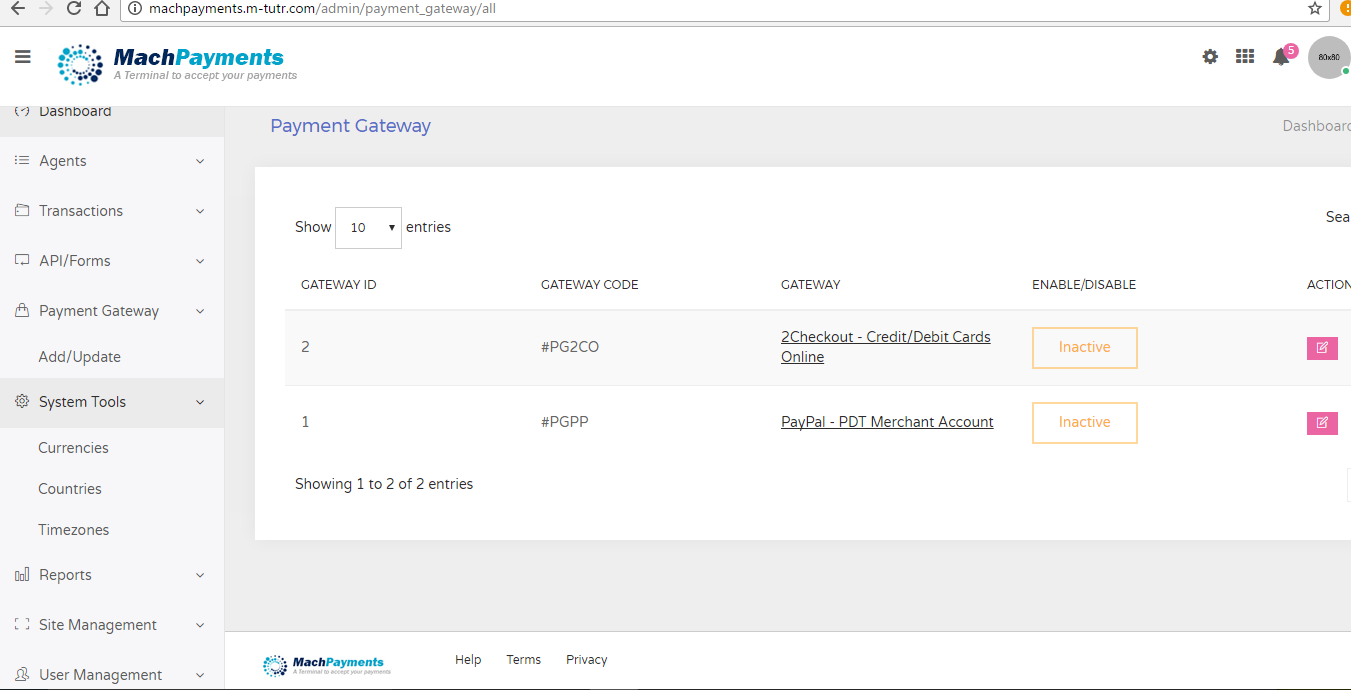 machpayments.m-tutr.com/admin/payment_gateway/all
MachPayments
A Terminal to accept your payments
5
80x80
Dashboard
Payment Gateway
Dashboard
Agents
Transactions
API/Forms
Payment Gateway
Add/Update
System Tools
Currencies
Countries
Timezones
Reports
Site Management
User Management
Show 10 entries
Sea
GATEWAY ID GATEWAY CODE GATEWAY ENABLE/DISABLE ACTION
2 #PG2CO 2Checkout - Credit/Debit Cards Online Inactive
1 #PGPP PayPal - PDT Merchant Account Inactive
Showing 1 to 2 of 2 entries
MachPayments
A Terminal to accept your payments
Help Terms Privacy